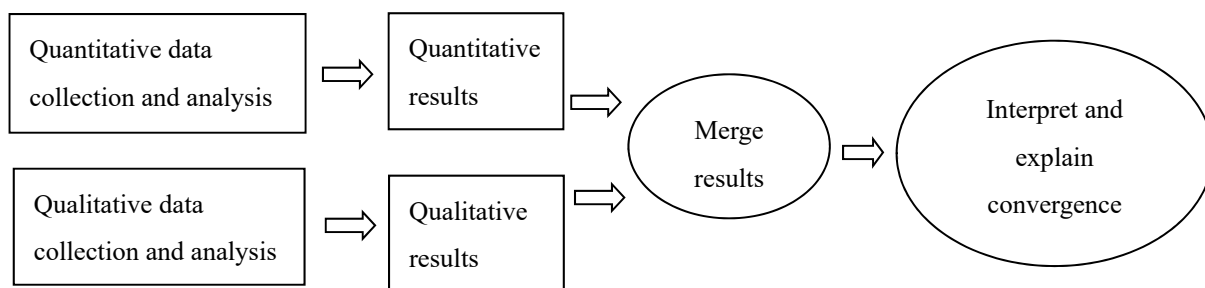 Quantitative data
collection and analysis
Quantitative
results
Qualitative data
collection and analysis
Qualitative
results
Merge
results
Interpret and
explain
convergence